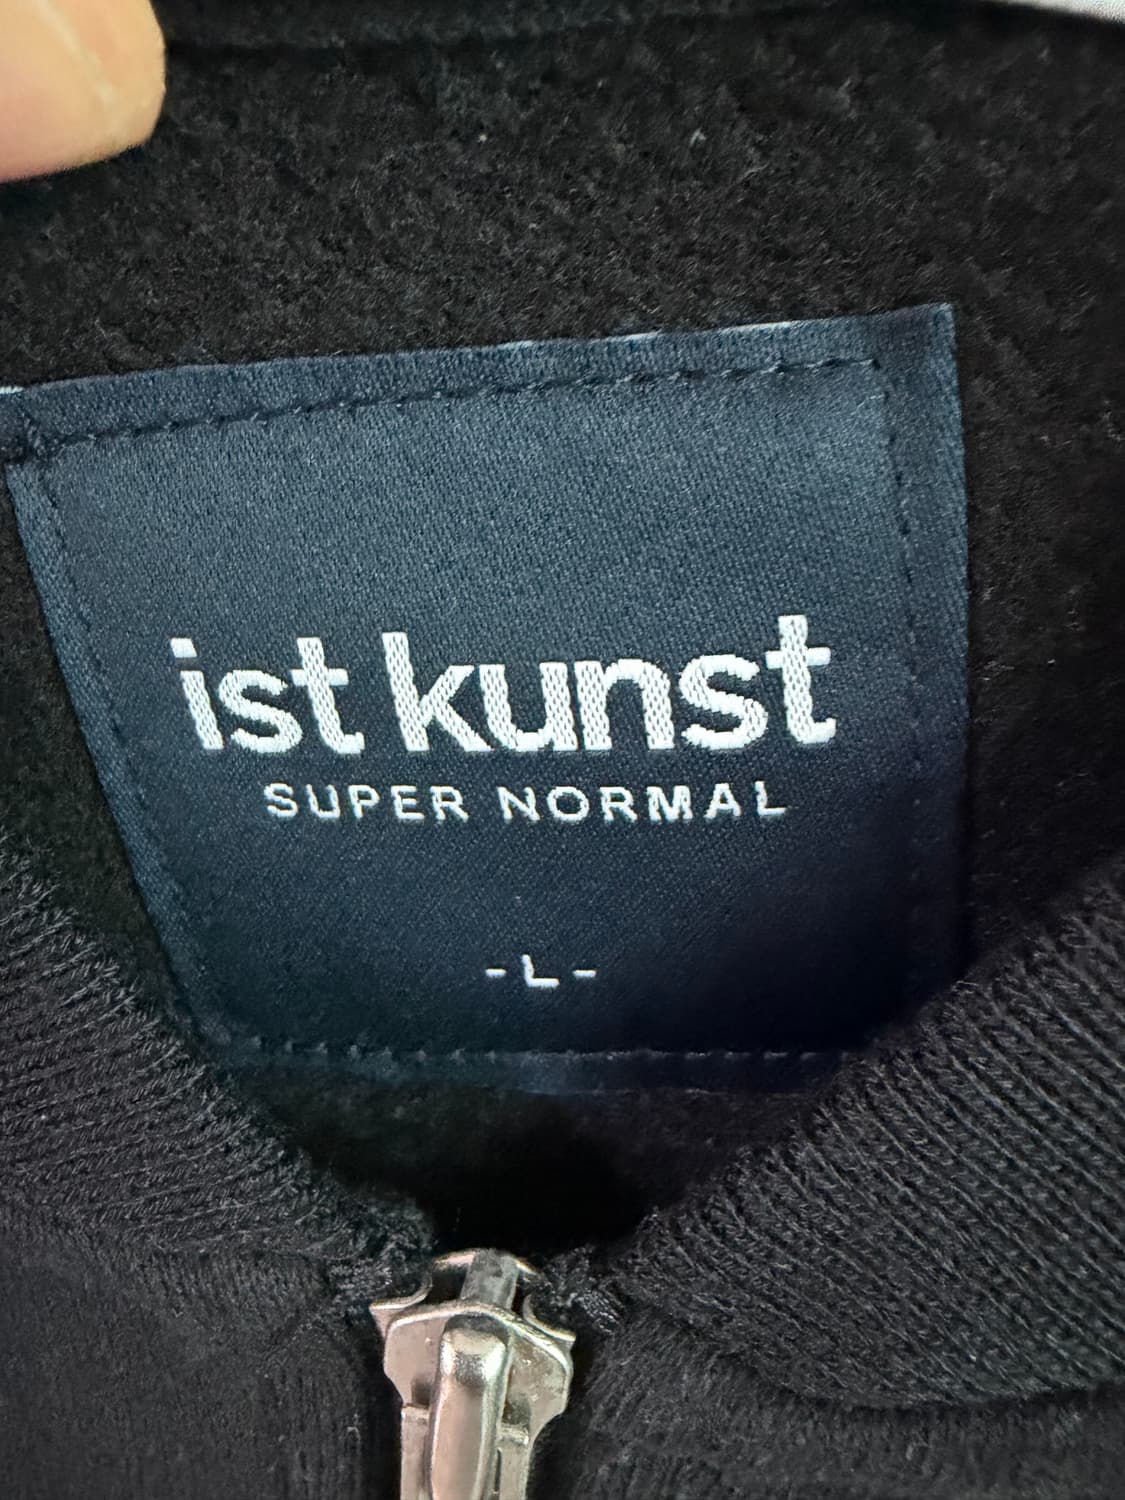 ist kunst
SUPER NORMAL
-L-